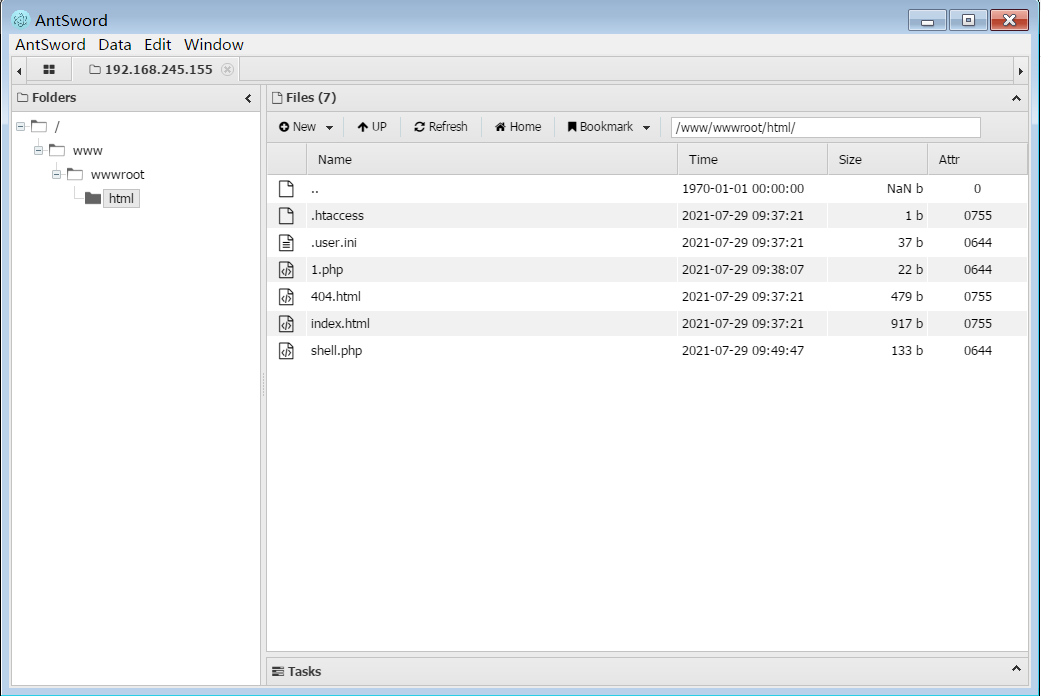 AntSword
AntSword Data Edit Window
192.168.245.155
Folders
Files (7)
New UP Refresh Home Bookmark /www/wwwroot/html/
/
www
wwwroot
html
Name Time Size Attr
.. 1970-01-01 00:00:00 NaN b 0
.htaccess 2021-07-29 09:37:21 1 b 0755
.user.ini 2021-07-29 09:37:21 37 b 0644
1.php 2021-07-29 09:38:07 22 b 0644
404.html 2021-07-29 09:37:21 479 b 0755
index.html 2021-07-29 09:37:21 917 b 0755
shell.php 2021-07-29 09:49:47 133 b 0644
Tasks